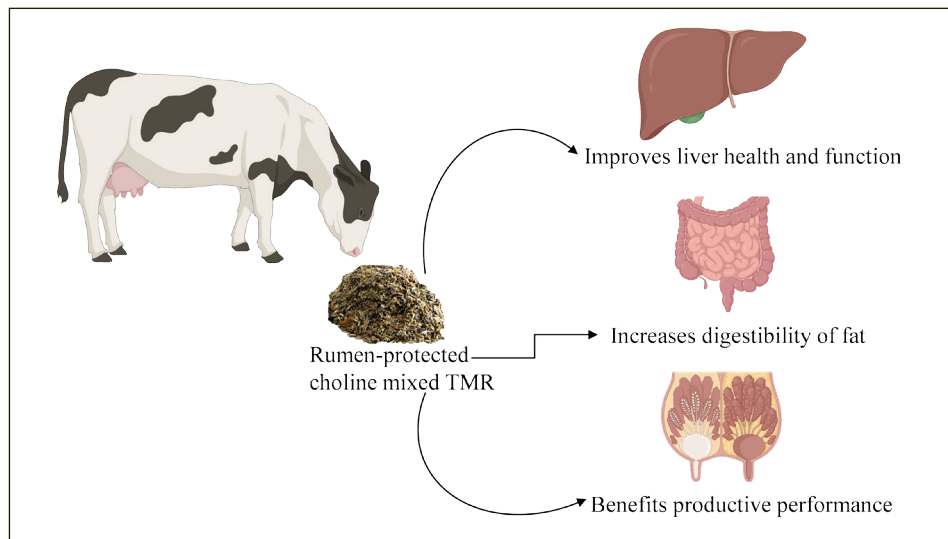 Improves liver health and function
Increases digestibility of fat
Rumen-protected
choline mixed TMR
Benefits productive performance